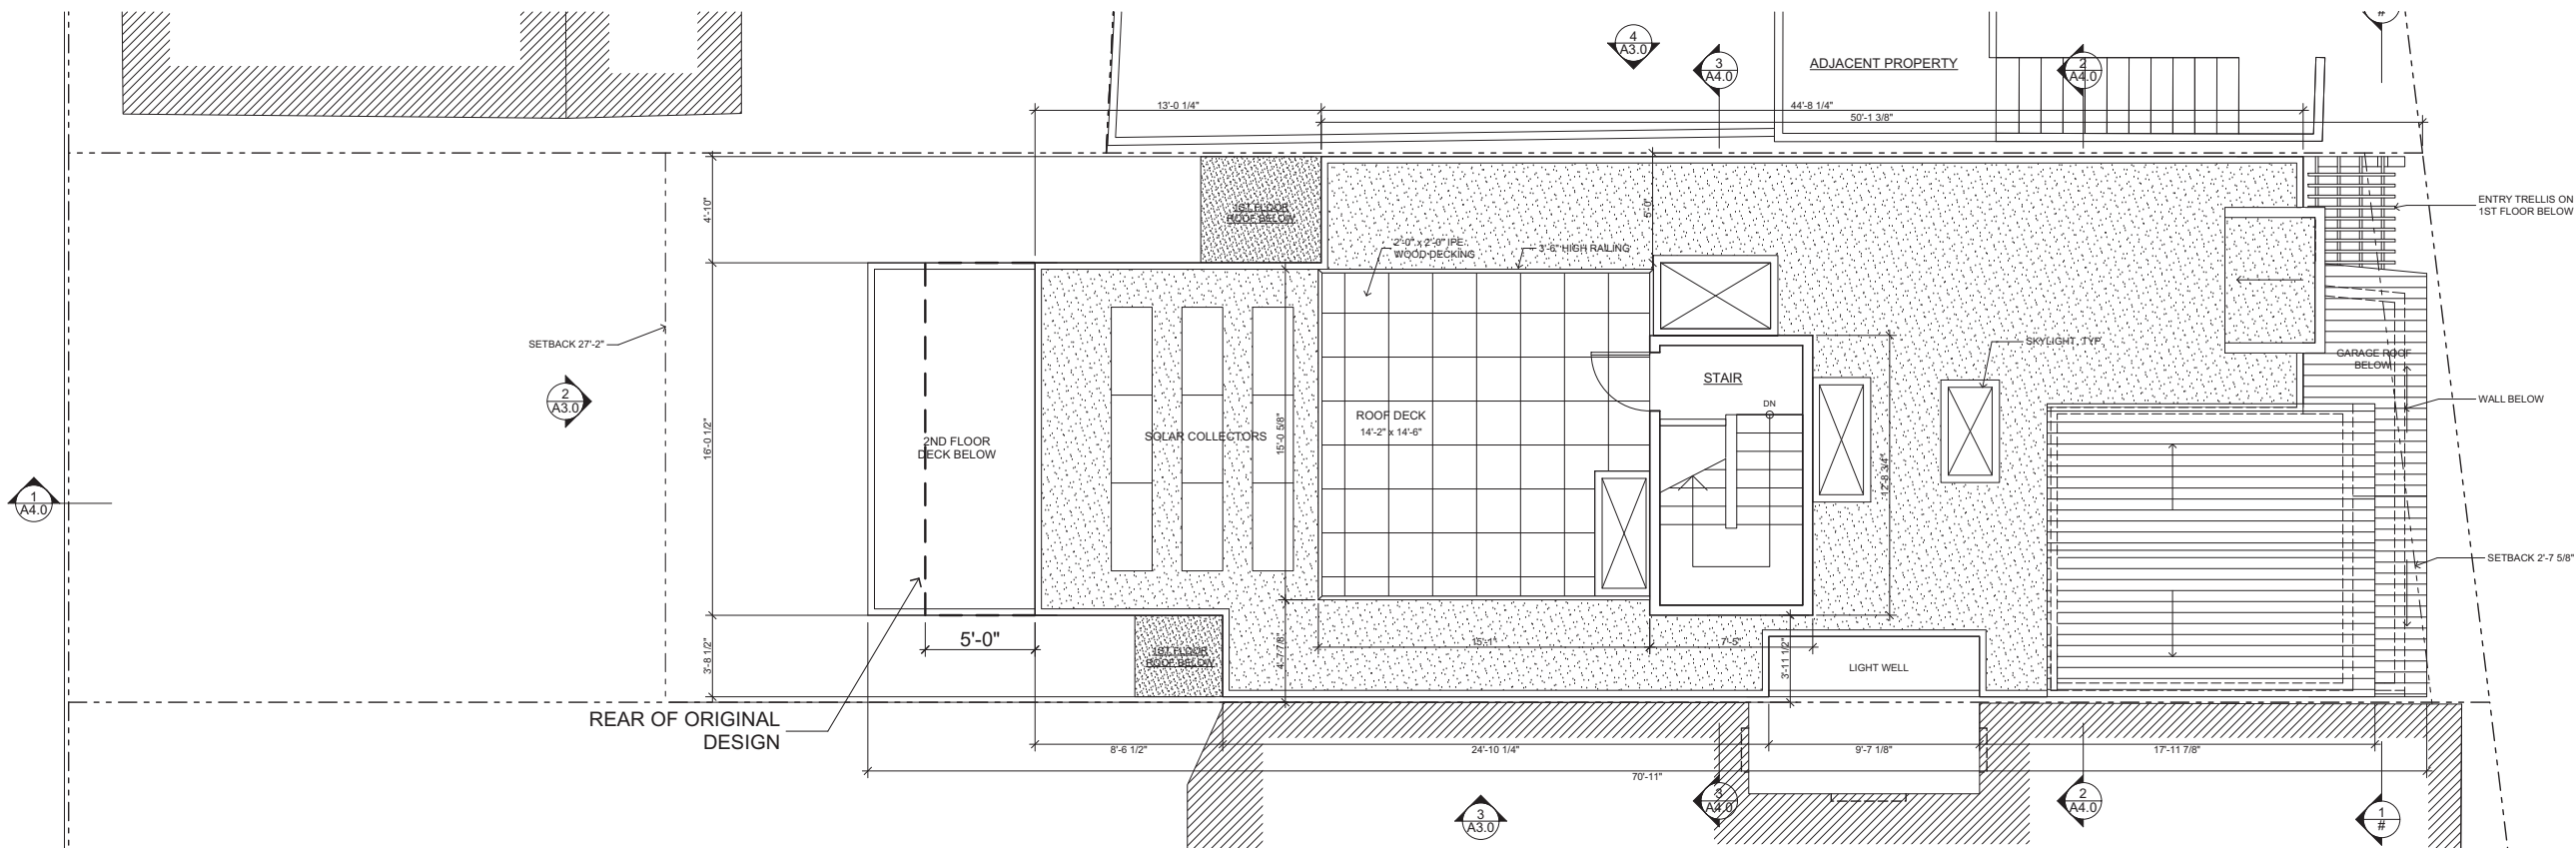 #
4
A3.0
3
A4.0
ADJACENT PROPERTY
2
A4.0
13'-0 1/4"
44'-8 1/4"
50'-1 3/8"
4'-10"
1ST FLOOR
ROOF BELOW
5'-0"
ENTRY TRELLIS ON
1ST FLOOR BELOW
2'-0" x 2'-0" IPE
WOOD DECKING
3'-6" HIGH RAILING
SETBACK 27'-2"
SKYLIGHT, TYP
GARAGE ROOF
BELOW
STAIR
2
A3.0
DN
WALL BELOW
ROOF DECK
14'-2" x 14'-6"
16'-0 1/2"
2ND FLOOR
DECK BELOW
SOLAR COLLECTORS
15'-0 5/8"
12'-8 3/4"
1
A4.0
SETBACK 2'-7 5/8"
5'-0"
3'-8 1/2"
1ST FLOOR
ROOF BELOW
4'-7 7/8"
15'-1"
7'-5"
3'-11 1/2"
LIGHT WELL
REAR OF ORIGINAL
DESIGN
8'-6 1/2"
24'-10 1/4"
9'-7 1/8"
17'-11 7/8"
70'-11"
3
A3.0
3
A4.0
2
A4.0
1
#